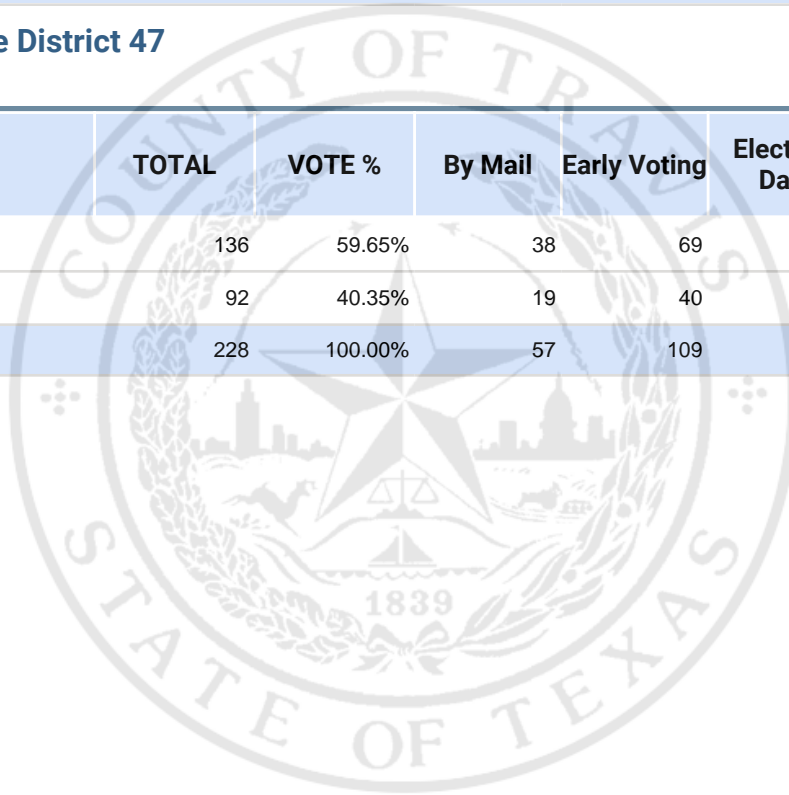 e District 47
TOTAL VOTE % By Mail Early Voting Elect
Da
136 59.65% 38 69
92 40.35% 19 40
228 100.00% 57 109
COUNTY OF TRAVIS
1839
STATE OF TEXAS